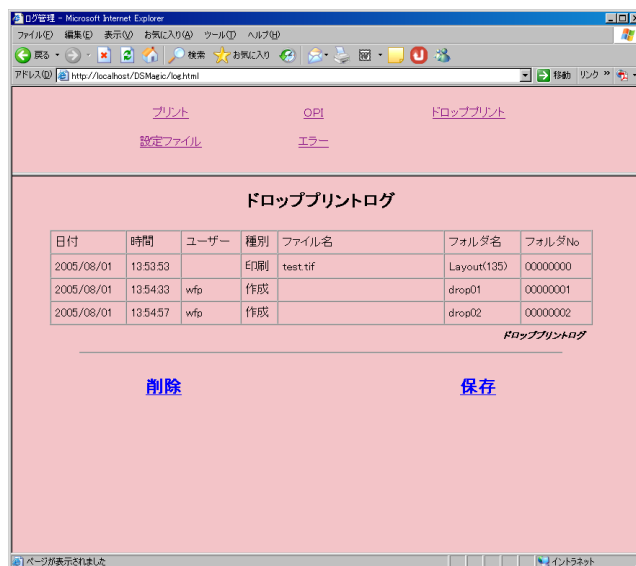 ログ管理 - Microsoft Internet Explorer
ファイル(F) 編集(E) 表示(V) お気に入り(A) ツール(T) ヘルプ(H)
戻る 検索 お気に入り
アドレス(D) http://localhost/DSMagic/log.html 移動 リンク »
プリント OPI ドロッププリント
設定ファイル エラー
ドロッププリントログ
日付 時間 ユーザー 種別 ファイル名 フォルダ名 フォルダNo
2005/08/01 13:53:53 印刷 test.tif Layout(135) 00000000
2005/08/01 13:54:33 wfp 作成 drop01 00000001
2005/08/01 13:54:57 wfp 作成 drop02 00000002
ドロッププリントログ
削除 保存
ページが表示されました イントラネット